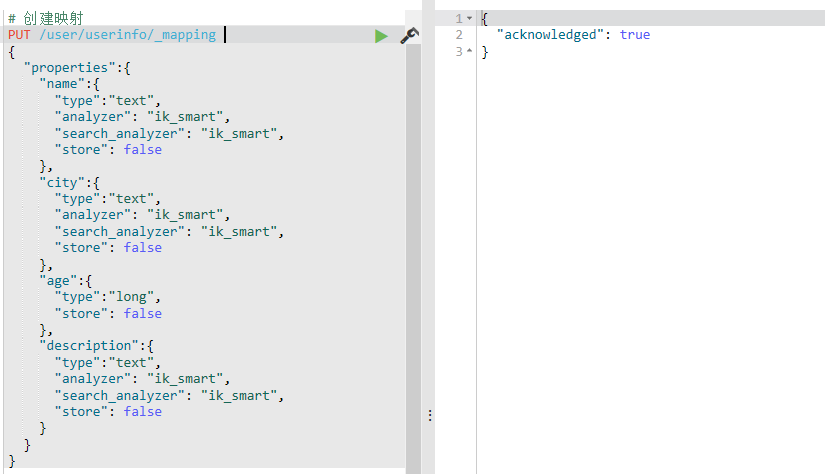 # 创建映射
PUT /user/userinfo/_mapping
{
  "properties":{
    "name":{
      "type":"text",
      "analyzer": "ik_smart",
      "search_analyzer": "ik_smart",
      "store": false
    },
    "city":{
      "type":"text",
      "analyzer": "ik_smart",
      "search_analyzer": "ik_smart",
      "store": false
    },
    "age":{
      "type":"long",
      "store": false
    },
    "description":{
      "type":"text",
      "analyzer": "ik_smart",
      "search_analyzer": "ik_smart",
      "store": false
    }
  }
}
1 {
2   "acknowledged": true
3 }